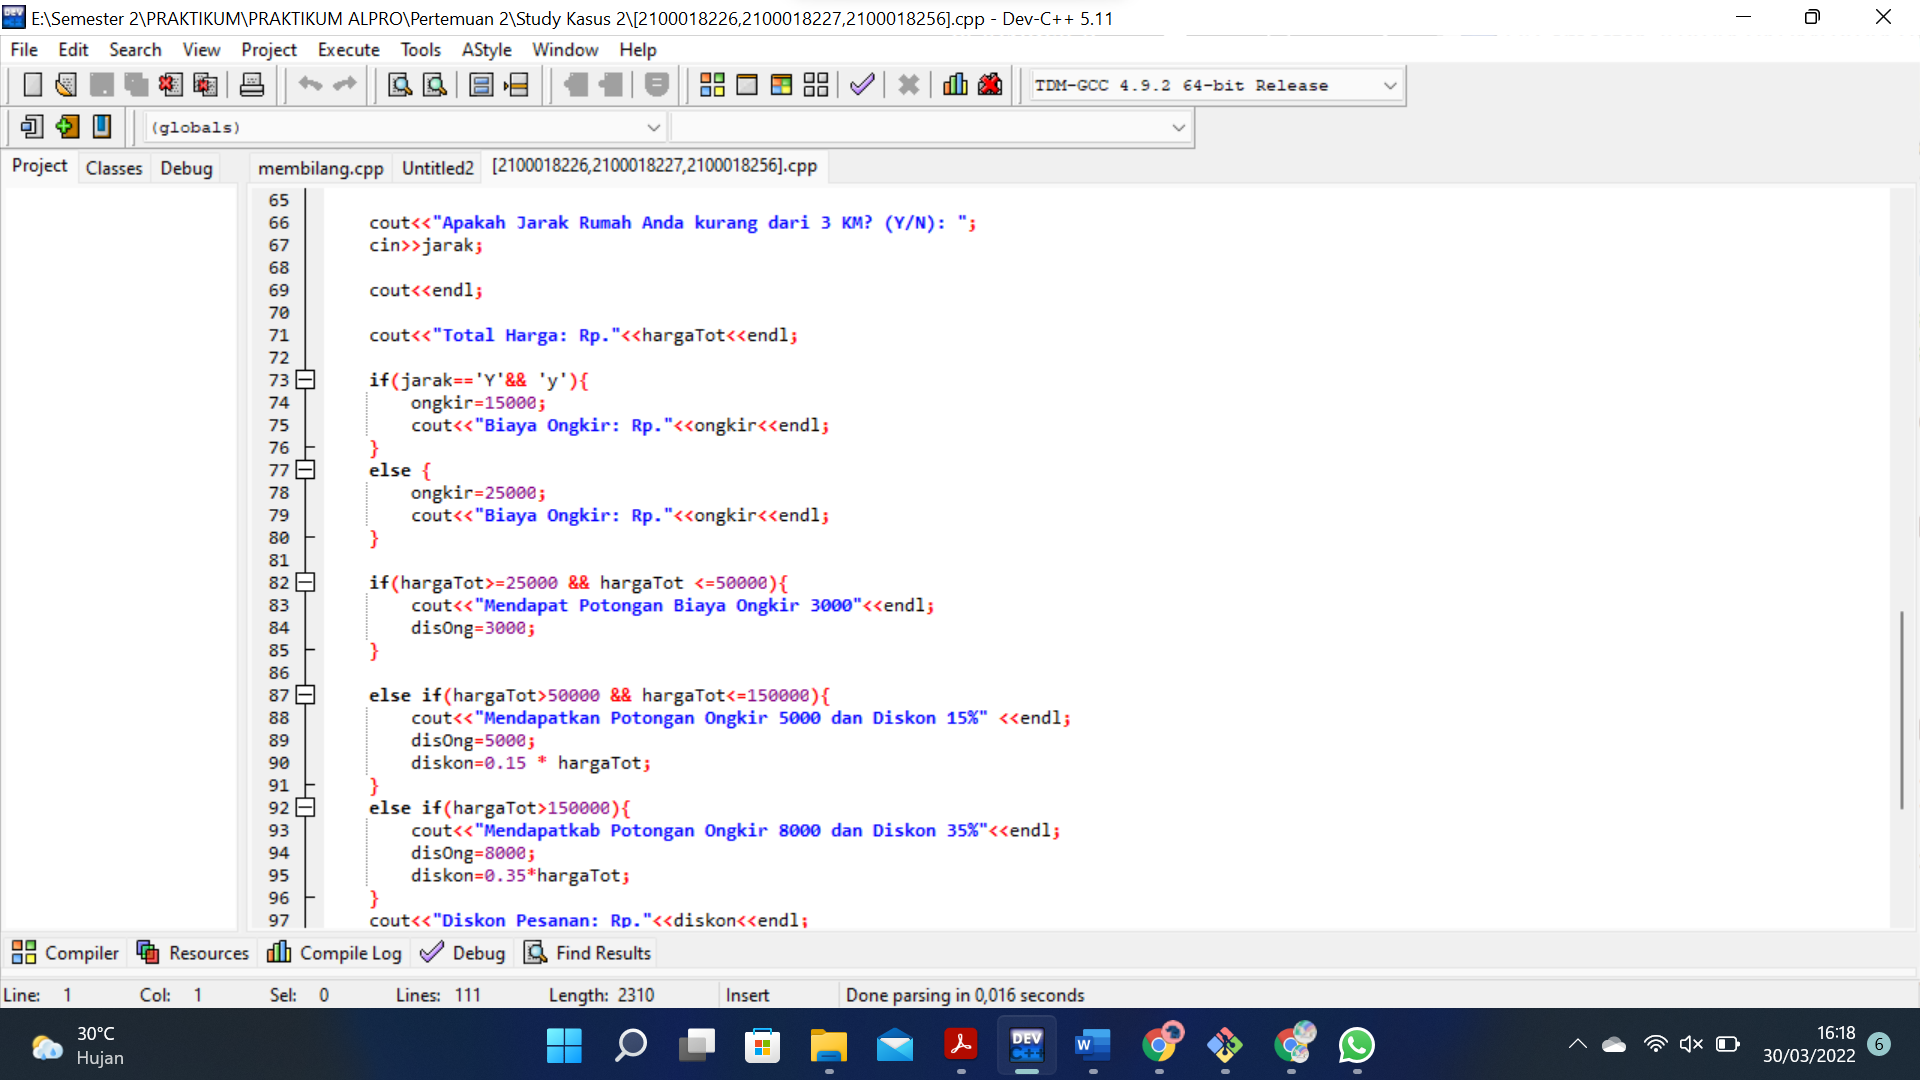 E:\Semester 2\PRAKTIKUM\PRAKTIKUM ALPRO\Pertemuan 2\Study Kasus 2\[2100018226,2100018227,2100018256].cpp - Dev-C++ 5.11
File Edit Search View Project Execute Tools AStyle Window Help
TDM-GCC 4.9.2 64-bit Release
(globals)
Project Classes Debug membilang.cpp Untitled2 [2100018226,2100018227,2100018256].cpp
65
66 cout<<"Apakah Jarak Rumah Anda kurang dari 3 KM? (Y/N): ";
67 cin>>jarak;
68
69 cout<<endl;
70
71 cout<<"Total Harga: Rp."<<hargaTot<<endl;
72
73 if(jarak=='Y'&& 'y'){
74 ongkir=15000;
75 cout<<"Biaya Ongkir: Rp."<<ongkir<<endl;
76 }
77 else {
78 ongkir=25000;
79 cout<<"Biaya Ongkir: Rp."<<ongkir<<endl;
80 }
81
82 if(hargaTot>=25000 && hargaTot <=50000){
83 cout<<"Mendapat Potongan Biaya Ongkir 3000"<<endl;
84 disOng=3000;
85 }
86
87 else if(hargaTot>50000 && hargaTot<=150000){
88 cout<<"Mendapatkan Potongan Ongkir 5000 dan Diskon 15%" <<endl;
89 disOng=5000;
90 diskon=0.15 * hargaTot;
91 }
92 else if(hargaTot>150000){
93 cout<<"Mendapatkab Potongan Ongkir 8000 dan Diskon 35%"<<endl;
94 disOng=8000;
95 diskon=0.35*hargaTot;
96 }
97 cout<<"Diskon Pesanan: Rp."<<diskon<<endl;
Compiler Resources Compile Log Debug Find Results
Line: 1 Col: 1 Sel: 0 Lines: 111 Length: 2310 Insert Done parsing in 0,016 seconds
30°C
Hujan
DEV
C++
W
16:18
30/03/2022
6